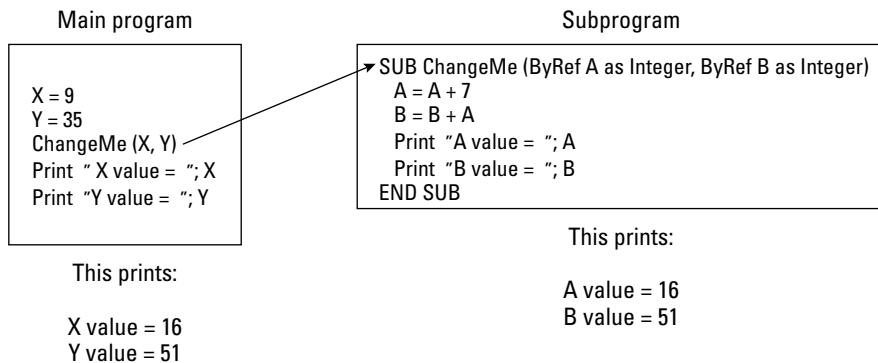 Main program
X = 9
Y = 35
ChangeMe (X, Y)
Print " X value = "; X
Print "Y value = "; Y
This prints:
X value = 16
Y value = 51
Subprogram
SUB ChangeMe (ByRef A as Integer, ByRef B as Integer)
A = A + 7
B = B + A
Print "A value = "; A
Print "B value = "; B
END SUB
This prints:
A value = 16
B value = 51